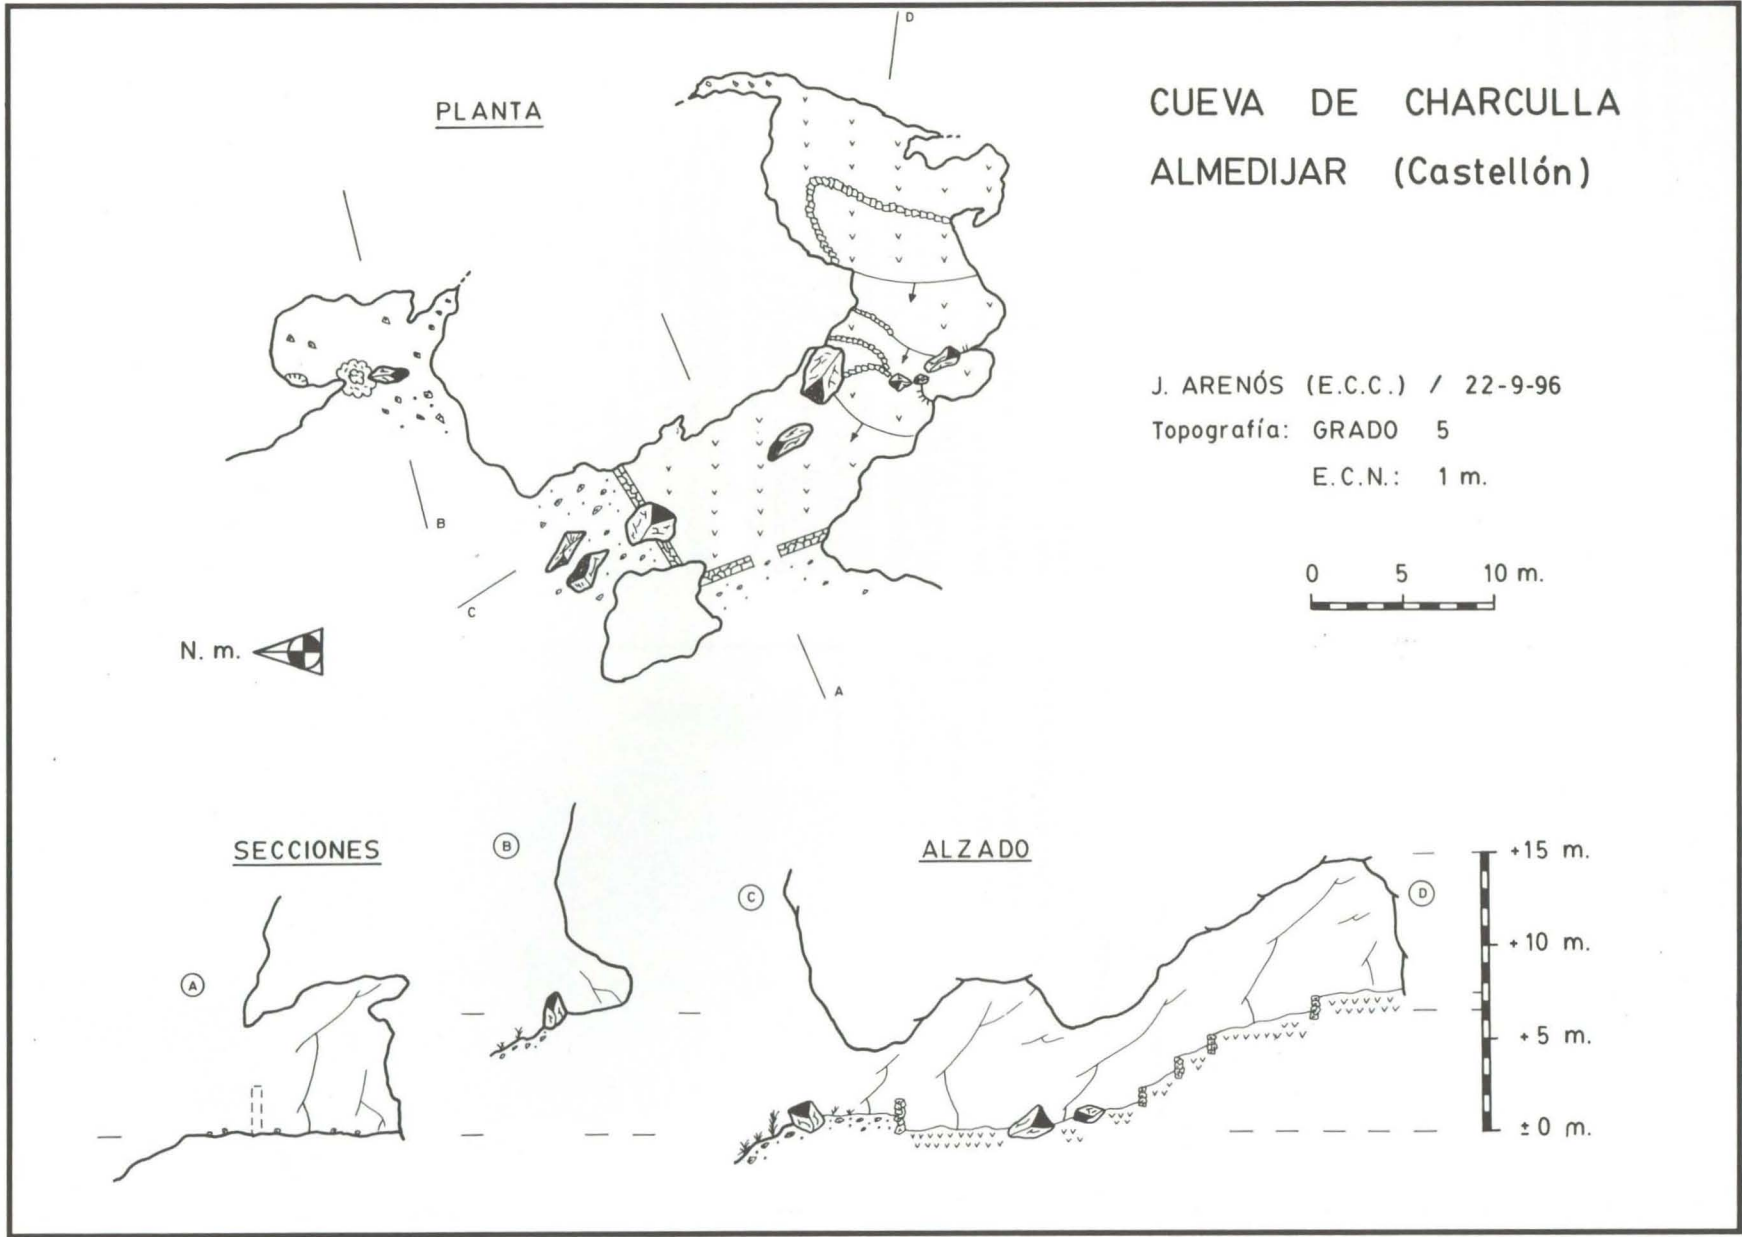 PLANTA
D
CUEVA DE CHARCULLA
ALMEDIJAR (Castellón)
J. ARENÓS (E.C.C.) / 22-9-96
Topografía: GRADO 5
E.C.N.: 1 m.
0 5 10 m.
B
C
A
N. m.
SECCIONES
A
B
ALZADO
C
D
+15 m.
+10 m.
+5 m.
±0 m.